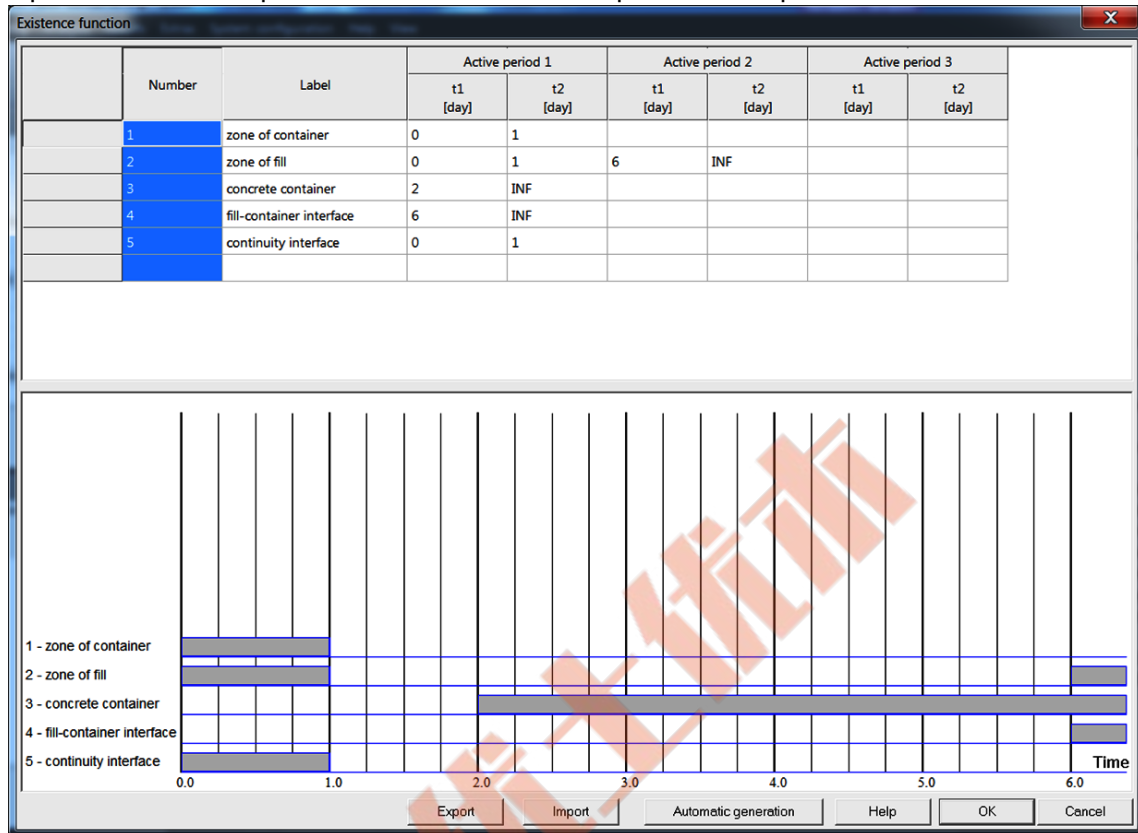 Existence function
Number Label Active period 1 Active period 2 Active period 3
t1 [day] t2 [day] t1 [day] t2 [day] t1 [day] t2 [day]
1 zone of container 0 1
2 zone of fill 0 1 6 INF
3 concrete container 2 INF
4 fill-container interface 6 INF
5 continuity interface 0 1
1 - zone of container
2 - zone of fill
3 - concrete container
4 - fill-container interface
5 - continuity interface
Time
0.0 1.0 2.0 3.0 4.0 5.0 6.0
Export Import Automatic generation Help OK Cancel